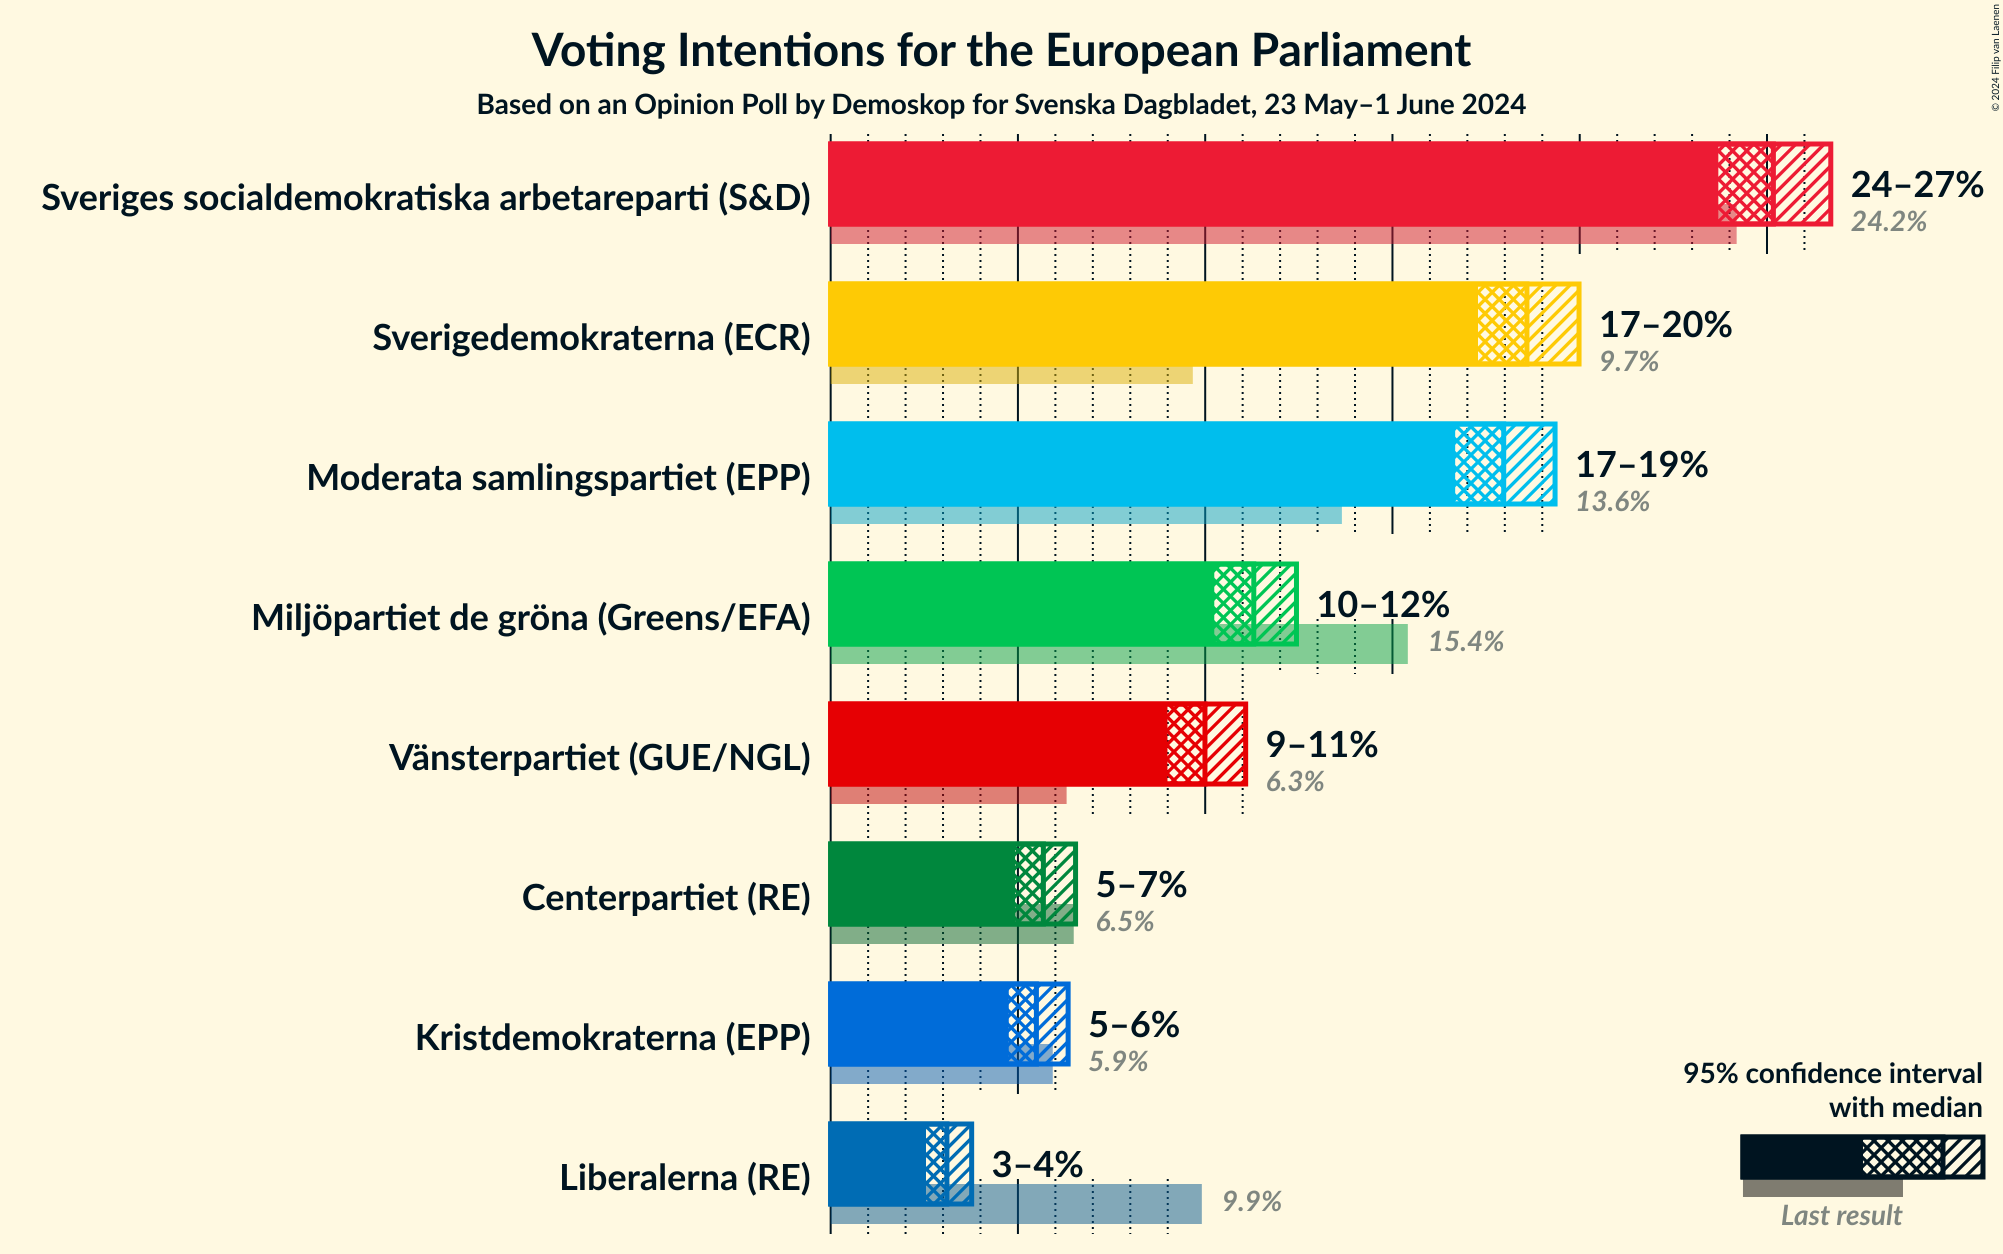 Voting Intentions for the European Parliament
Based on an Opinion Poll by Demoskop for Svenska Dagbladet, 23 May–1 June 2024
© 2024 Filip van Laenen
Sveriges socialdemokratiska arbetareparti (S&D)
24–27%
24.2%
Sverigedemokraterna (ECR)
17–20%
9.7%
Moderata samlingspartiet (EPP)
17–19%
13.6%
Miljöpartiet de gröna (Greens/EFA)
10–12%
15.4%
Vänsterpartiet (GUE/NGL)
9–11%
6.3%
Centerpartiet (RE)
5–7%
6.5%
Kristdemokraterna (EPP)
5–6%
5.9%
Liberalerna (RE)
3–4%
9.9%
95% confidence interval
with median
Last result